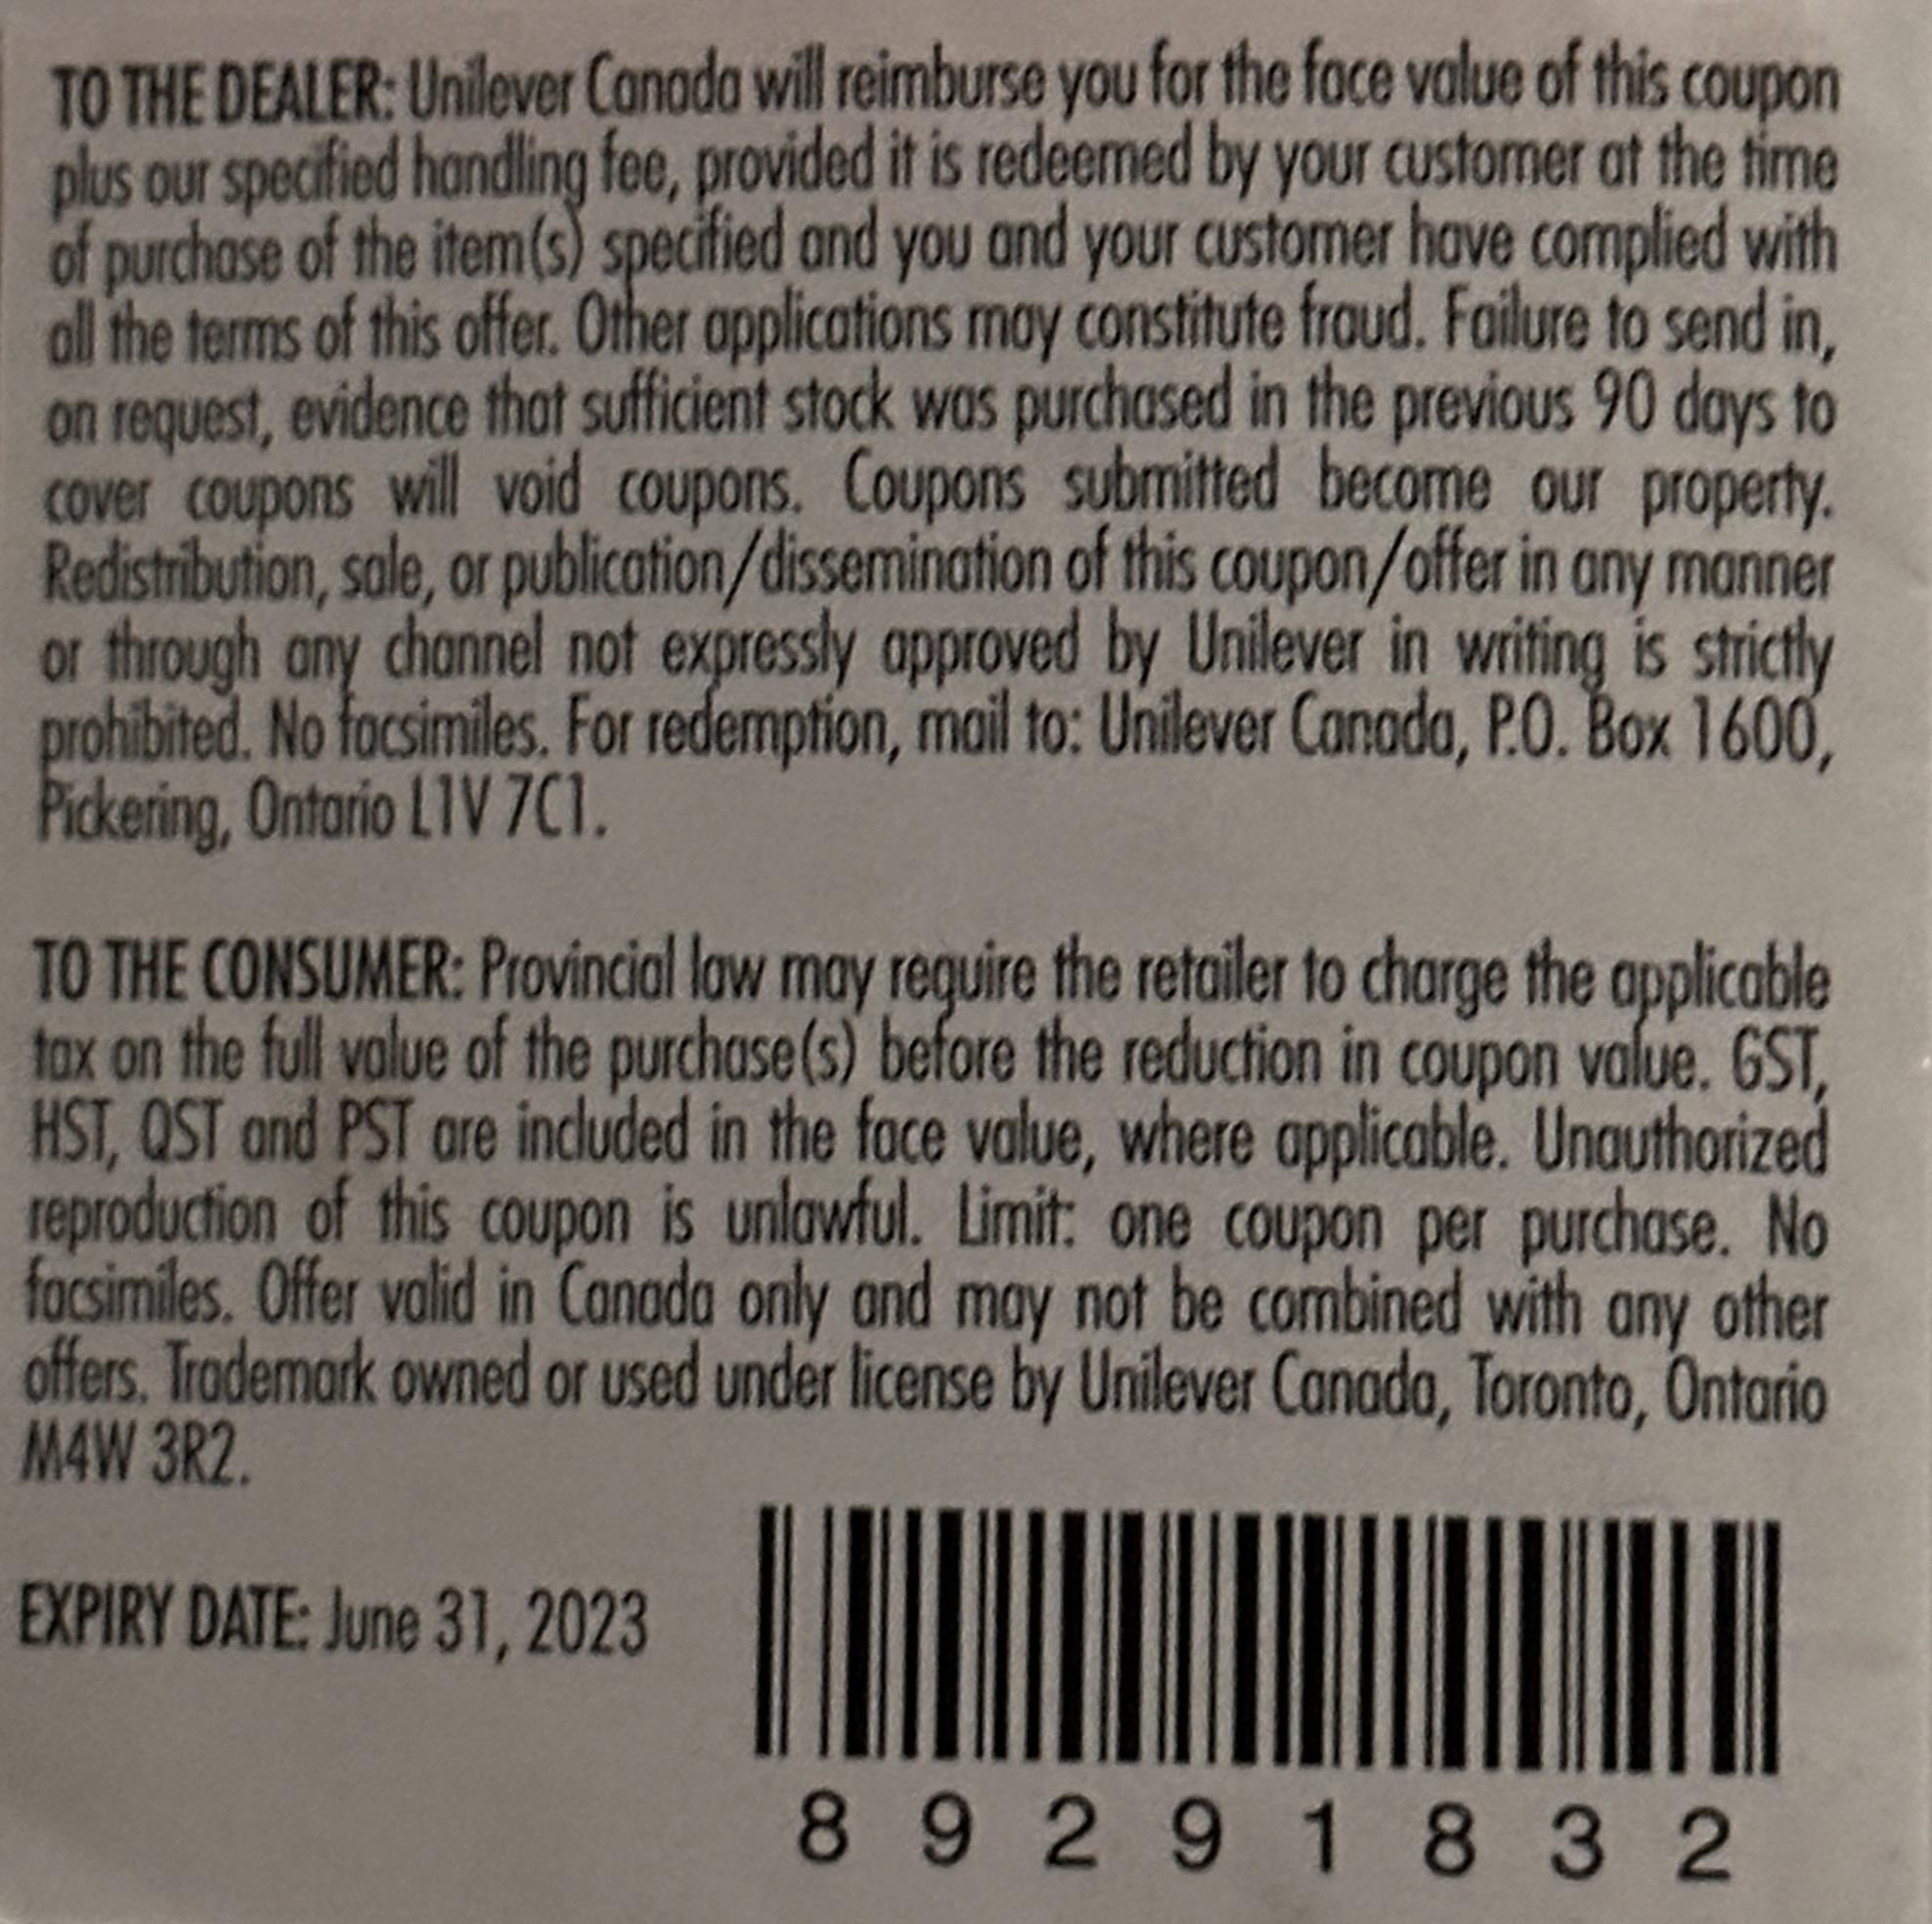 TO THE DEALER: Unilever Canada will reimburse you for the face value of this coupon
plus our specified handling fee, provided it is redeemed by your customer at the time
of purchase of the item(s) specified and you and your customer have complied with
all the terms of this offer. Other applications may constitute fraud. Failure to send in,
on request, evidence that sufficient stock was purchased in the previous 90 days to
cover coupons will void coupons. Coupons submitted become our property.
Redistribution, sale, or publication/dissemination of this coupon/offer in any manner
or through any channel not expressly approved by Unilever in writing is strictly
prohibited. No facsimiles. For redemption, mail to: Unilever Canada, P.O. Box 1600,
Pickering, Ontario L1V 7C1.
TO THE CONSUMER: Provincial law may require the retailer to charge the applicable
tax on the full value of the purchase(s) before the reduction in coupon value. GST,
HST, QST and PST are included in the face value, where applicable. Unauthorized
reproduction of this coupon is unlawful. Limit: one coupon per purchase. No
facsimiles. Offer valid in Canada only and may not be combined with any other
offers. Trademark owned or used under license by Unilever Canada, Toronto, Ontario
M4W 3R2.
EXPIRY DATE: June 31, 2023
8 9 2 9 1 8 3 2